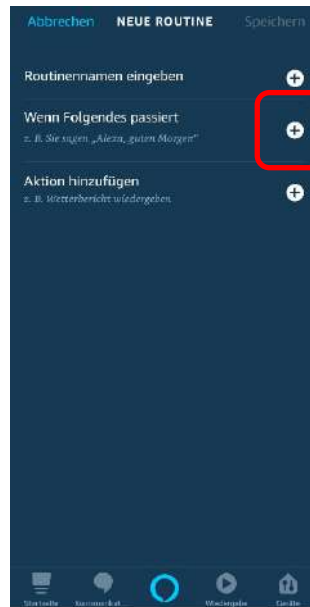 Abbrechen NEUE ROUTINE Speichern
Routinennamen eingeben
Wenn Folgendes passiert
z. B. Sie sagen „Alexa, guten Morgen"
Aktion hinzufügen
z. B. Wetterbericht wiedergeben
Startseite Kommunikat... Wiedergabe Geräte